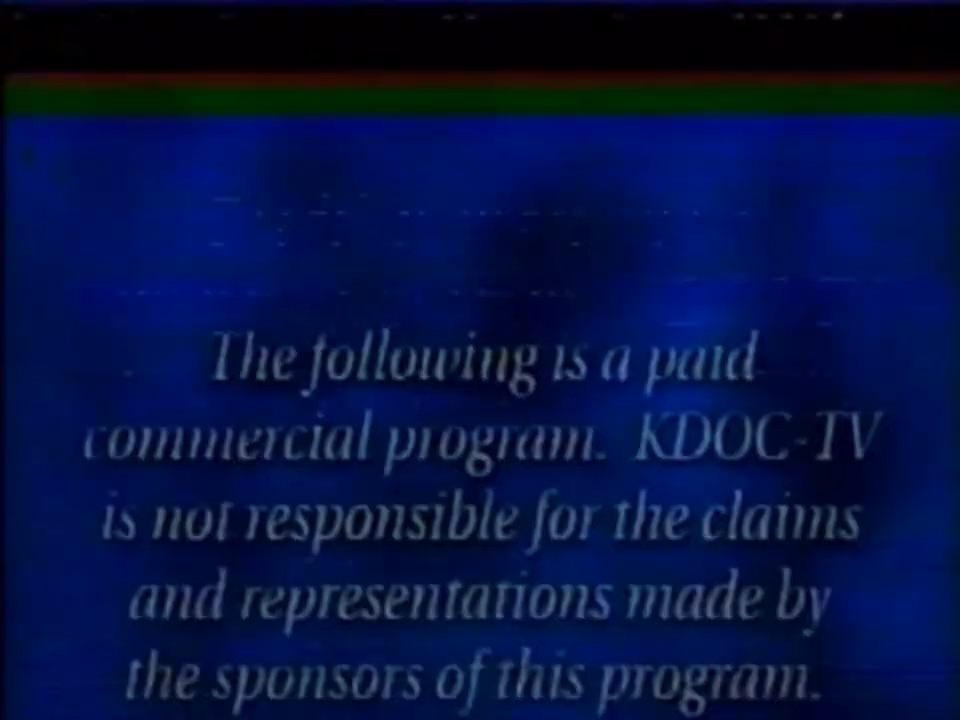 The following is a paid
commercial program. KDOC-TV
is not responsible for the claims
and representations made by
the sponsors of this program.